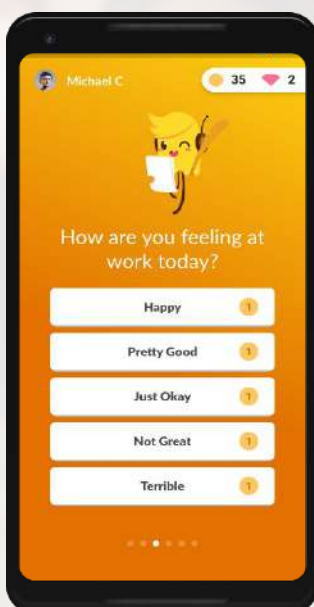 Michael C
35 2
How are you feeling at
work today?
Happy 1
Pretty Good 1
Just Okay 1
Not Great 1
Terrible 1